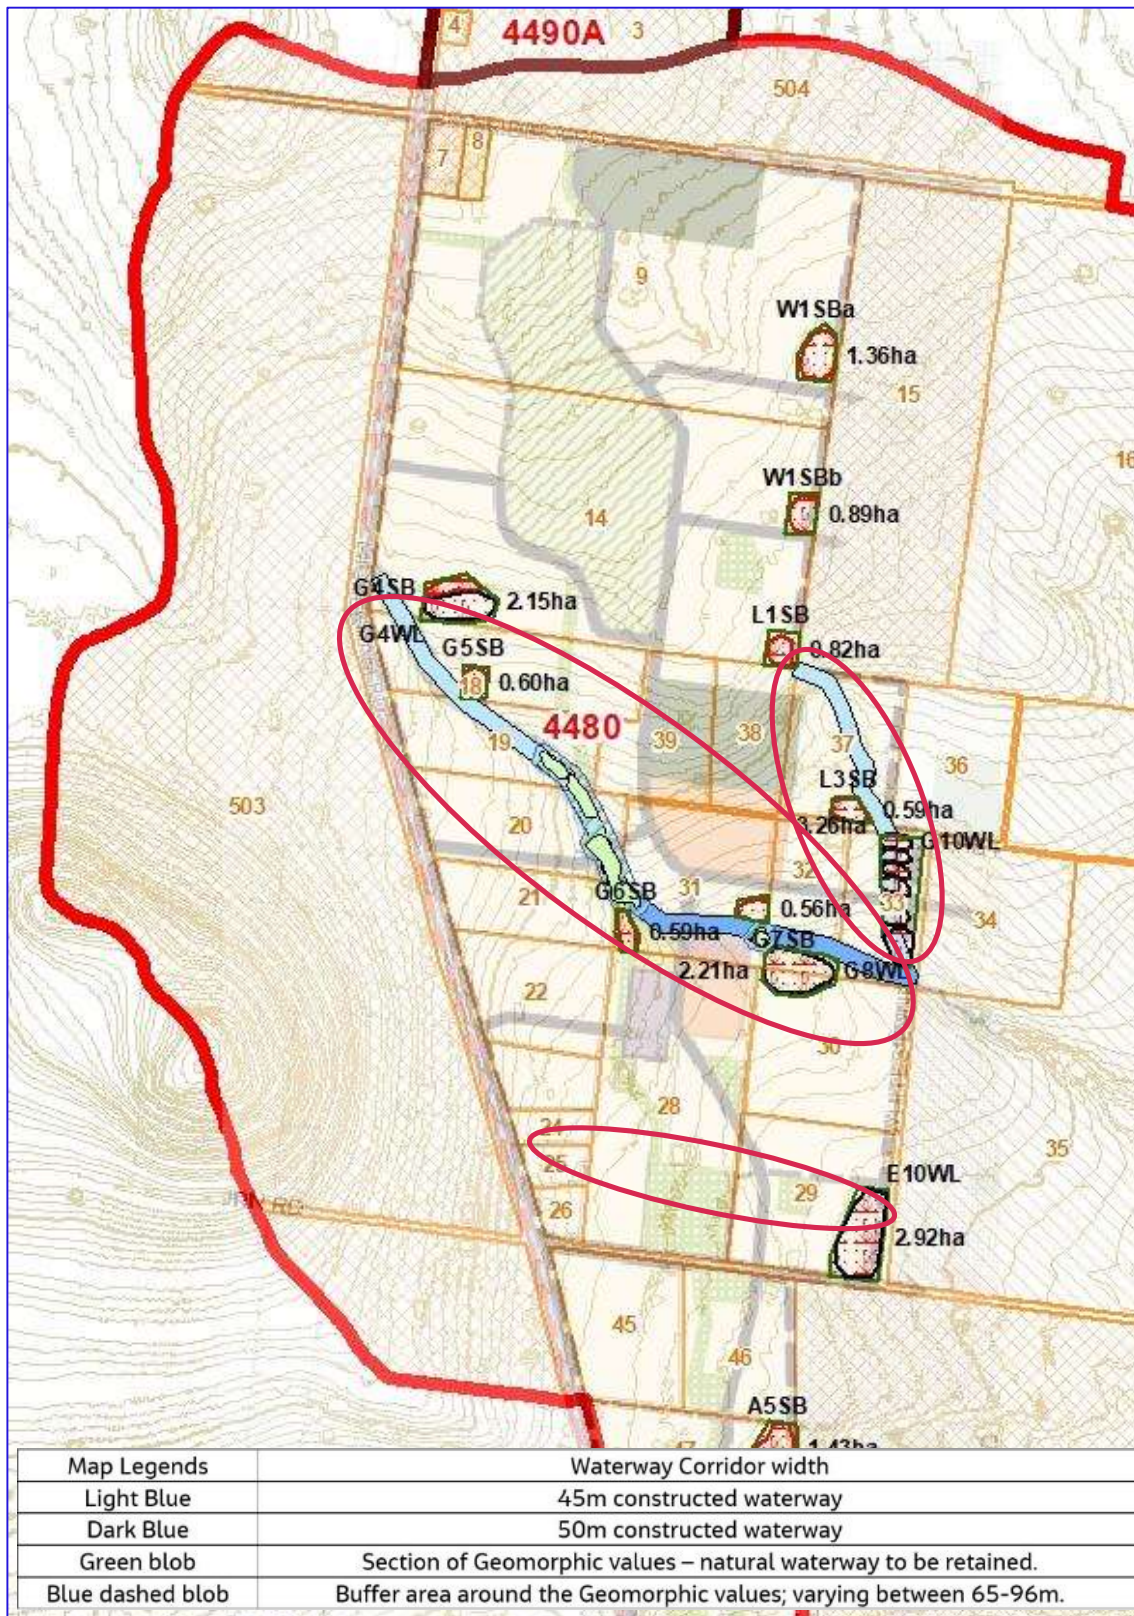 4
4490A
3
504
8
7
9
W1SBa
1.36ha
15
16
W1SBb
0.89ha
14
G4SB
2.15ha
L1SB
0.82ha
G4WL
G5SB
18
0.60ha
4480
19
39
38
37
36
L3SB
0.59ha
503
20
3.26ha
G10WL
32
31
21
G6SB
0.56ha
33
34
0.59ha
G7SB
2.21ha
G8WL
22
30
28
24
25
29
35
E10WL
26
JRN RD
2.92ha
45
46
A5SB
47
1.43ha
Map Legends Waterway Corridor width
Light Blue 45m constructed waterway
Dark Blue 50m constructed waterway
Green blob Section of Geomorphic values – natural waterway to be retained.
Blue dashed blob Buffer area around the Geomorphic values; varying between 65-96m.